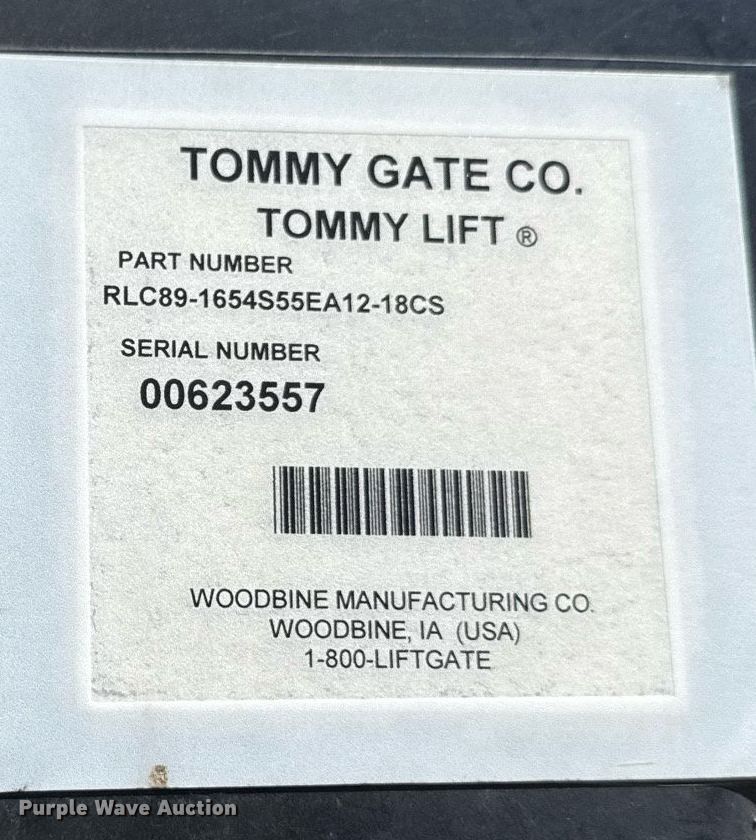 TOMMY GATE CO.
TOMMY LIFT ®
PART NUMBER
RLC89-1654S55EA12-18CS
SERIAL NUMBER
00623557
WOODBINE MANUFACTURING CO.
WOODBINE, IA (USA)
1-800-LIFTGATE
Purple Wave Auction